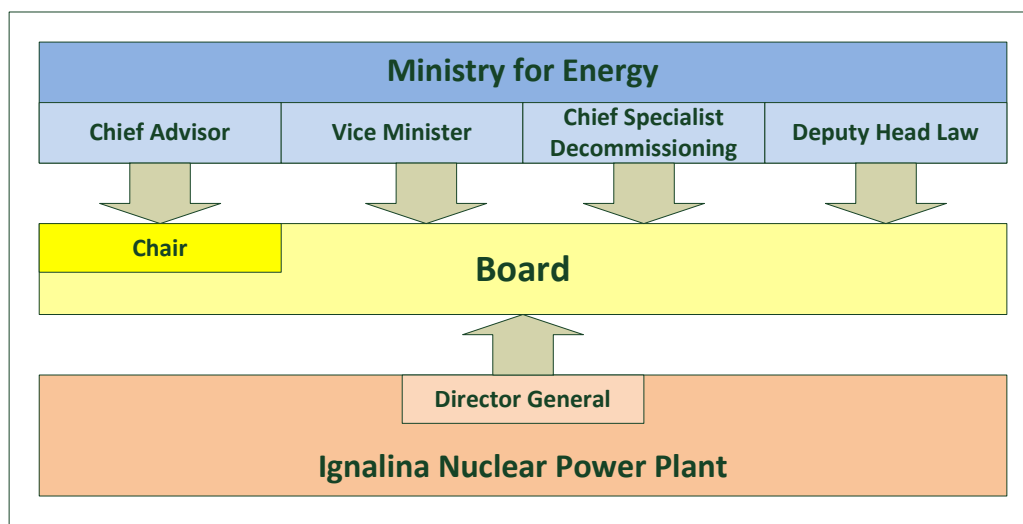 Ministry for Energy
Chief Advisor
Vice Minister
Chief Specialist
Decommissioning
Deputy Head Law
Chair
Board
Director General
Ignalina Nuclear Power Plant